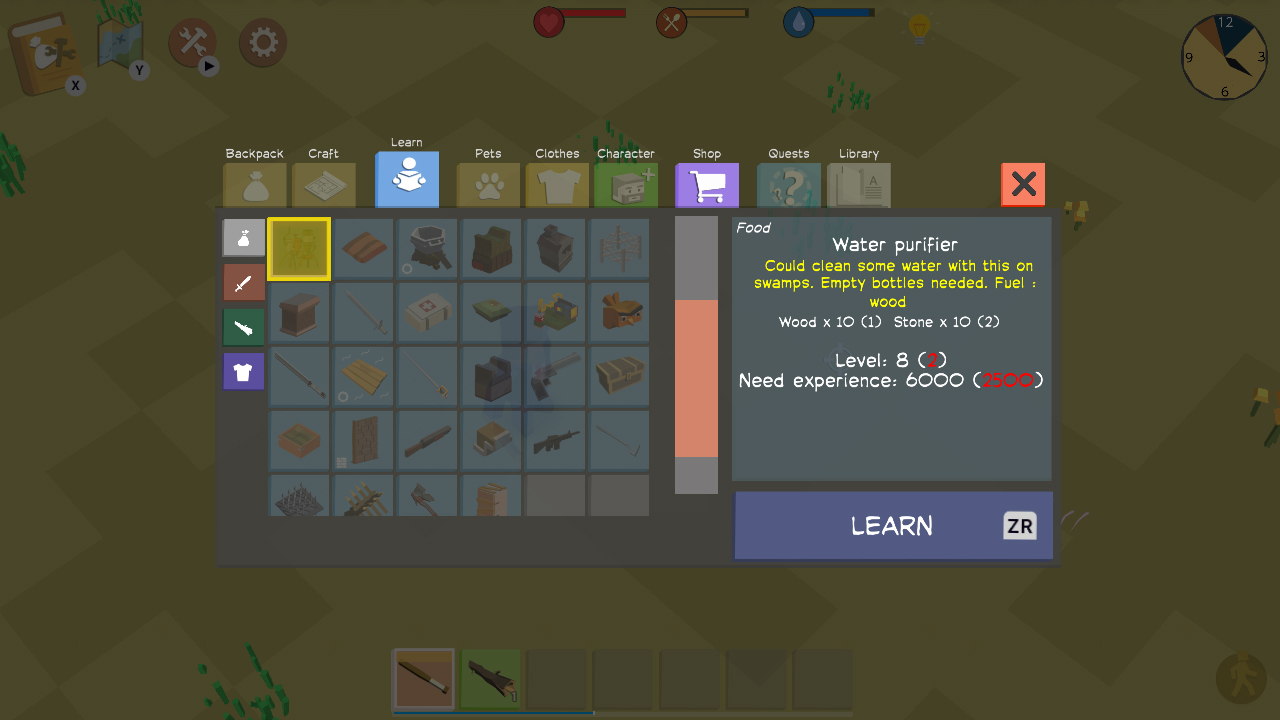 12
9
3
6
X
Y
Backpack
Craft
Learn
Pets
Clothes
Character
Shop
Quests
Library
A
Food
Water purifier
Could clean some water with this on
swamps. Empty bottles needed. Fuel :
wood
Wood x 10 (1) Stone x 10 (2)
Level: 8 (2)
Need experience: 6000 (2500)
LEARN
ZR